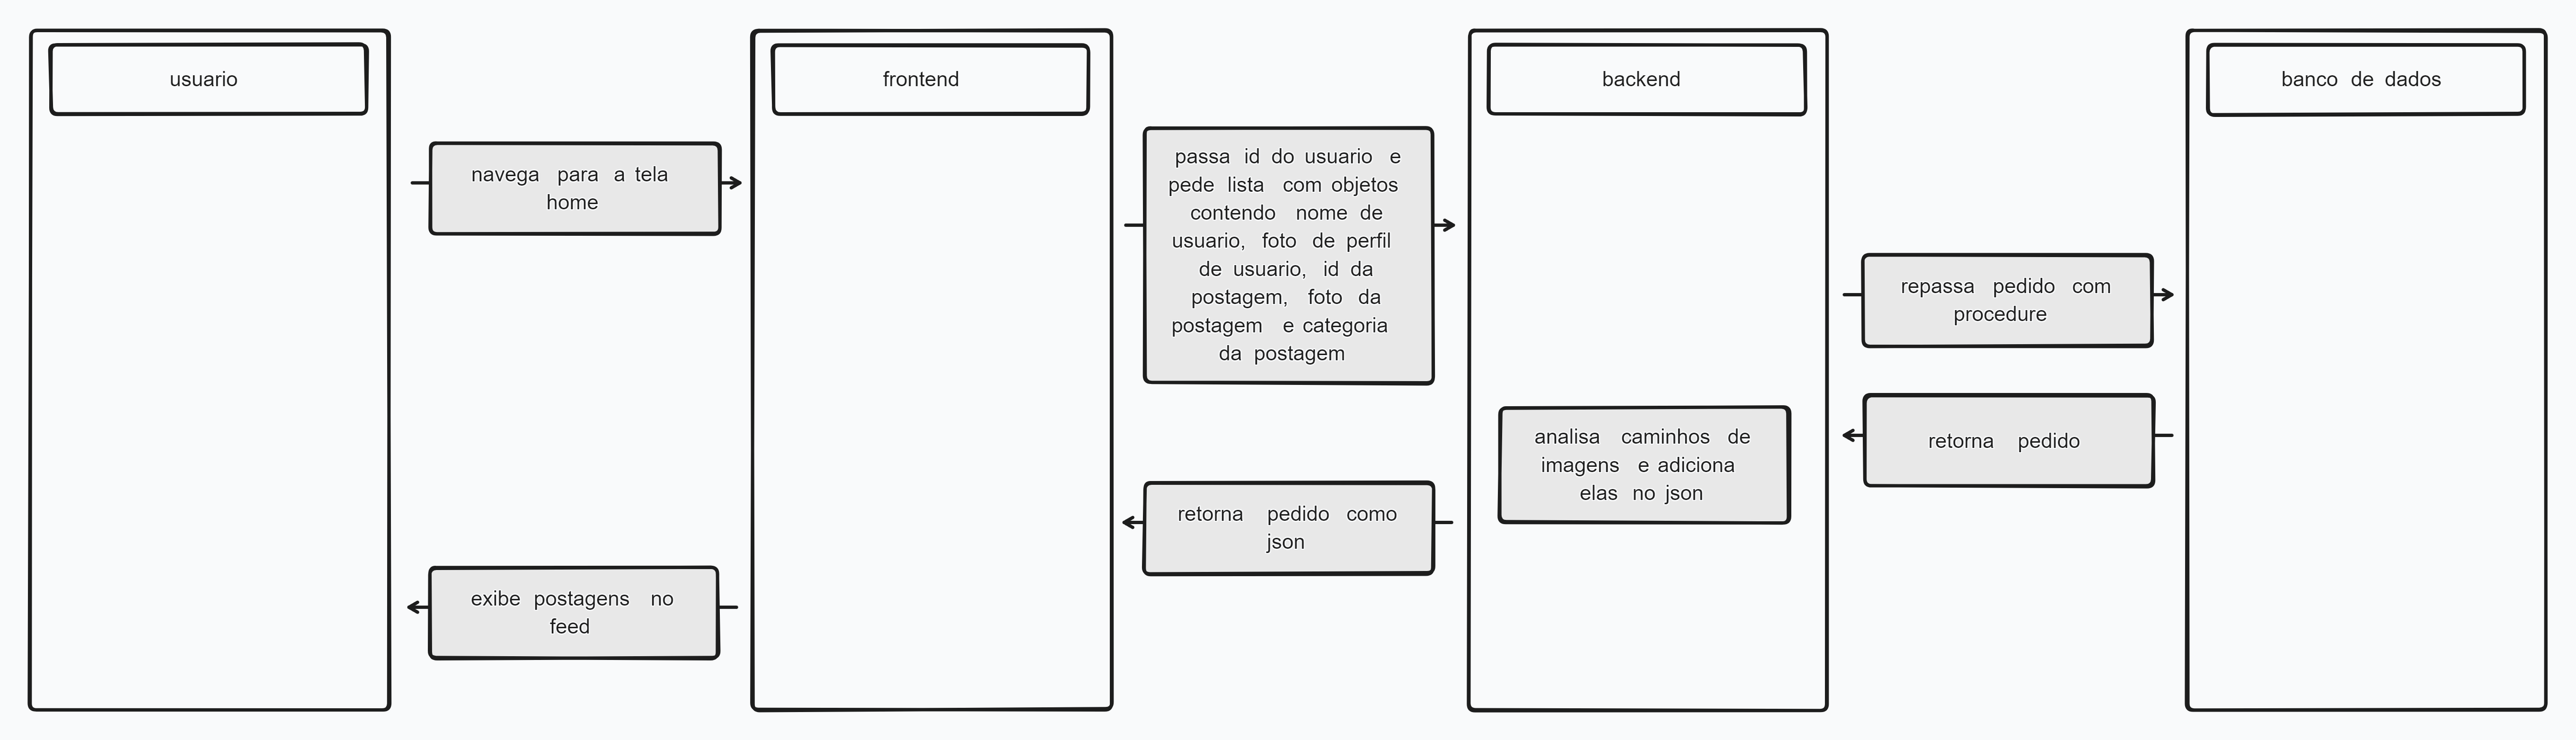 usuario
frontend
backend
banco de dados
navega para a tela
home
passa id do usuario e
pede lista com objetos
contendo nome de
usuario, foto de perfil
de usuario, id da
postagem, foto da
postagem e categoria
da postagem
repassa pedido com
procedure
retorna pedido
analisa caminhos de
imagens e adiciona
elas no json
retorna pedido como
json
exibe postagens no
feed